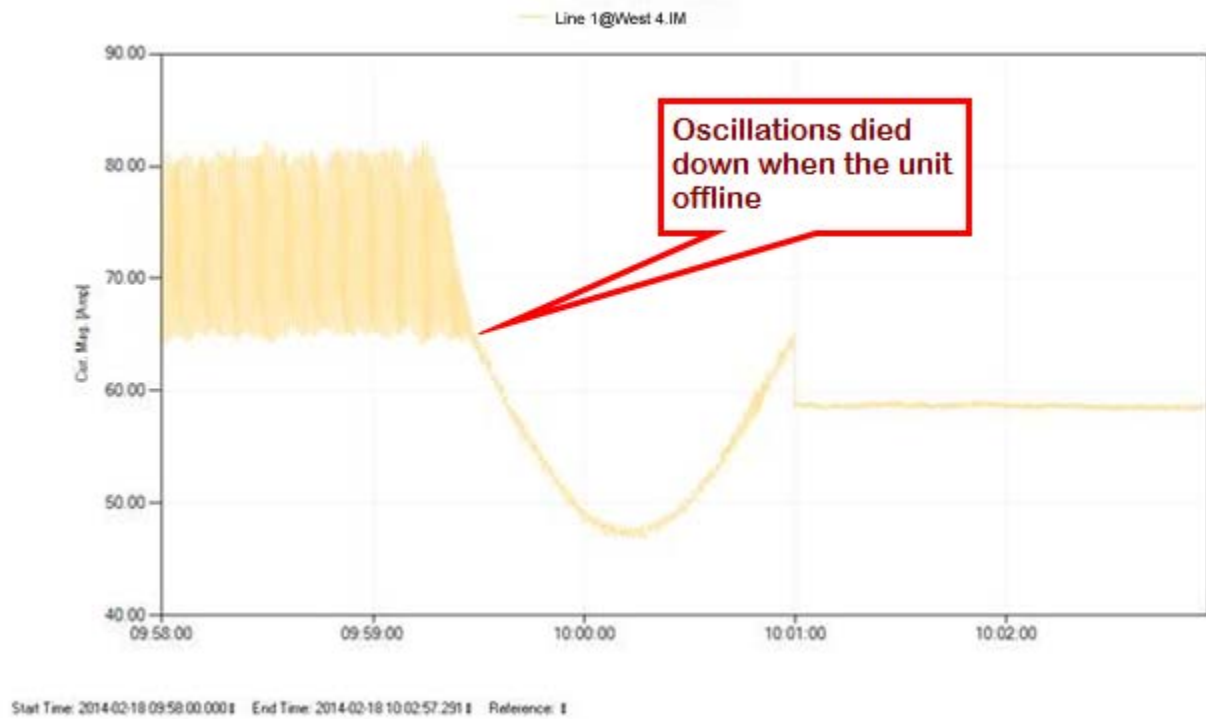 Line 1@West 4.IM
90.00
80.00
70.00
60.00
50.00
40.00
Cur. Mag. [Amp]
Oscillations died
down when the unit
offline
09:58:00 09:59:00 10:00:00 10:01:00 10:02:00
Start Time: 2014-02-18 09:58:00.000 End Time: 2014-02-18 10:02:57.291 Reference: